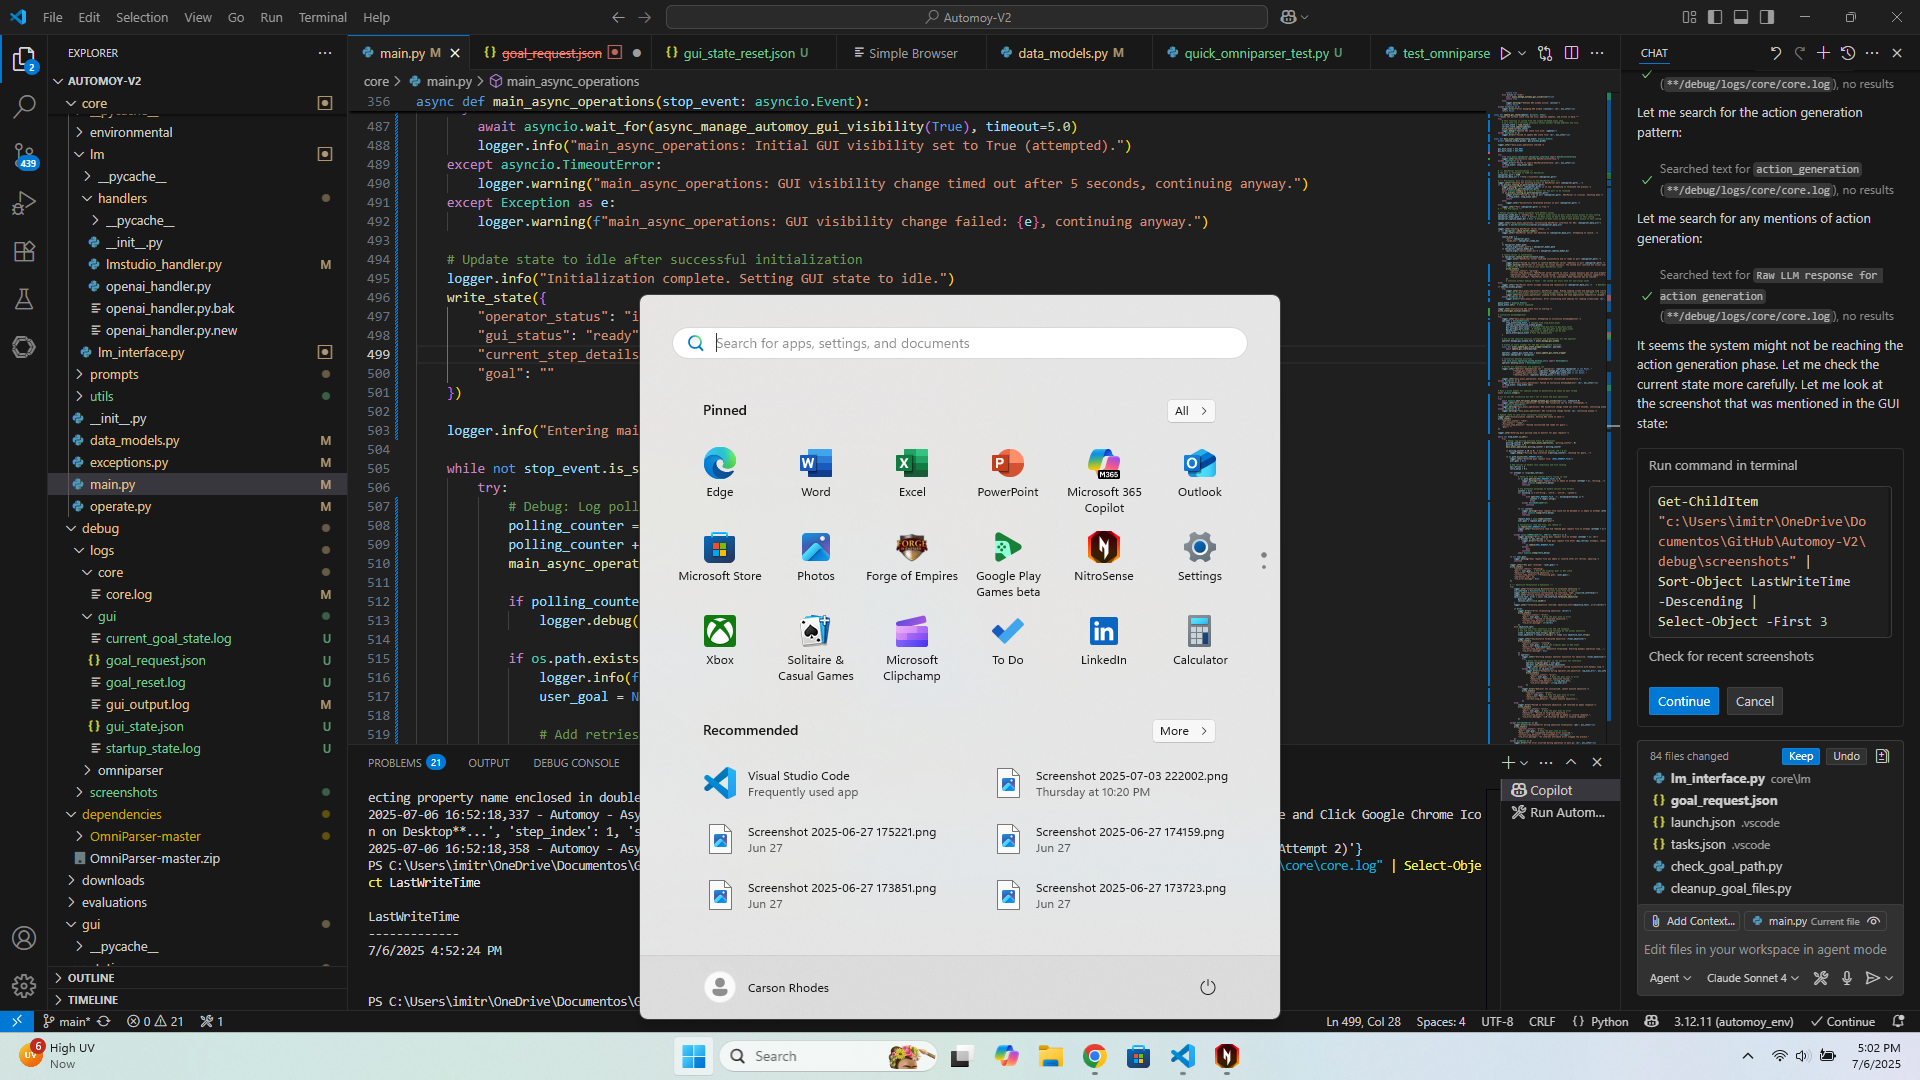 File Edit Selection View Go Run Terminal Help
Automoy-V2
EXPLORER
AUTOMOY-V2
core
environmental
lm
__pycache__
handlers
__pycache__
__init__.py
lmstudio_handler.py M
openai_handler.py
openai_handler.py.bak
openai_handler.py.new
lm_interface.py
prompts
utils
__init__.py
data_models.py M
exceptions.py M
main.py M
operate.py M
debug
logs
core
core.log M
gui
current_goal_state.log U
goal_request.json U
goal_reset.log U
gui_output.log M
gui_state.json U
startup_state.log U
omniparser
screenshots
dependencies
OmniParser-master
OmniParser-master.zip
downloads
evaluations
gui
__pycache__
OUTLINE
TIMELINE
2
439
main.py M
goal_request.json
gui_state_reset.json U
Simple Browser
data_models.py M
quick_omniparser_test.py U
test_omniparse
core > main.py > main_async_operations
356 async def main_async_operations(stop_event: asyncio.Event):
487 await asyncio.wait_for(async_manage_automoy_gui_visibility(True), timeout=5.0)
488 logger.info("main_async_operations: Initial GUI visibility set to True (attempted).")
489 except asyncio.TimeoutError:
490 logger.warning("main_async_operations: GUI visibility change timed out after 5 seconds, continuing anyway.")
491 except Exception as e:
492 logger.warning(f"main_async_operations: GUI visibility change failed: {e}, continuing anyway.")
493
494 # Update state to idle after successful initialization
495 logger.info("Initialization complete. Setting GUI state to idle.")
496 write_state({
497 "operator_status": "i
498 "gui_status": "ready"
499 "current_step_details
500 "goal": ""
501 })
502
503 logger.info("Entering mai
504
505 while not stop_event.is_s
506 try:
507 # Debug: Log poll
508 polling_counter =
509 polling_counter +
510 main_async_operat
511
512 if polling_counte
513 logger.debug(
514
515 if os.path.exists
516 logger.info(f
517 user_goal = N
518
519 # Add retries
Search for apps, settings, and documents
Pinned
All
Edge
Word
Excel
PowerPoint
Microsoft 365 Copilot
Outlook
Microsoft Store
Photos
Forge of Empires
Google Play Games beta
NitroSense
Settings
Xbox
Solitaire & Casual Games
Microsoft Clipchamp
To Do
LinkedIn
Calculator
Recommended
More
Visual Studio Code
Frequently used app
Screenshot 2025-07-03 222002.png
Thursday at 10:20 PM
Screenshot 2025-06-27 175221.png
Jun 27
Screenshot 2025-06-27 174159.png
Jun 27
Screenshot 2025-06-27 173851.png
Jun 27
Screenshot 2025-06-27 173723.png
Jun 27
Carson Rhodes
PROBLEMS 21 OUTPUT DEBUG CONSOLE
ecting property name enclosed in double
2025-07-06 16:52:18,337 - Automoy - Asy
e and Click Google Chrome Ico
n on Desktop**...', 'step_index': 1, 's
2025-07-06 16:52:18,358 - Automoy - Asy
Attempt 2)'}
PS C:\Users\imitr\OneDrive\Documentos\G
\core\core.log" | Select-Obje
ct LastWriteTime
LastWriteTime
-------------
7/6/2025 4:52:24 PM
PS C:\Users\imitr\OneDrive\Documentos\G
Copilot
Run Autom...
CHAT
(**/debug/logs/core/core.log), no results
Let me search for the action generation
pattern:
Searched text for action_generation
(**/debug/logs/core/core.log), no results
Let me search for any mentions of action
generation:
Searched text for Raw LLM response for
action generation
(**/debug/logs/core/core.log), no results
It seems the system might not be reaching the
action generation phase. Let me check the
current state more carefully. Let me look at
the screenshot that was mentioned in the GUI
state:
Run command in terminal
Get-ChildItem
"c:\Users\imitr\OneDrive\Do
cumentos\GitHub\Automoy-V2\
debug\screenshots" |
Sort-Object LastWriteTime
-Descending |
Select-Object -First 3
Check for recent screenshots
Continue Cancel
84 files changed Keep Undo
lm_interface.py core\lm
goal_request.json
launch.json .vscode
tasks.json .vscode
check_goal_path.py
cleanup_goal_files.py
Add Context... main.py Current file
Edit files in your workspace in agent mode
Agent Claude Sonnet 4
main* 0 21 1
Ln 499, Col 28 Spaces: 4 UTF-8 CRLF {} Python 3.12.11 (automoy_env) Continue
6
UV
High UV
Now
Search
M365
5:02 PM
7/6/2025